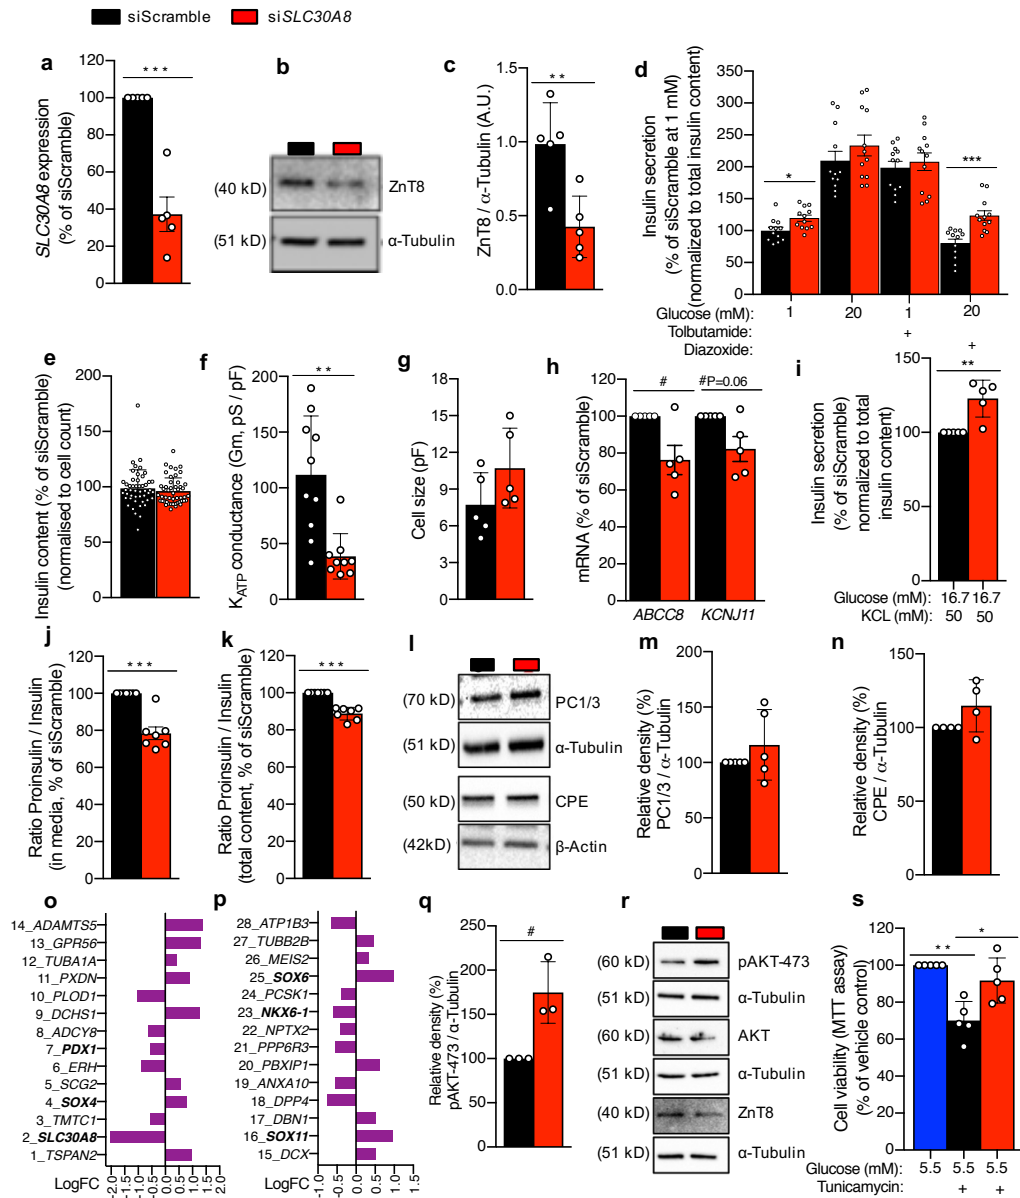 siScramble
siSLC30A8
a
SLC30A8 expression
(% of siScramble)
120
100
80
60
40
20
0
***
b
(40 kD)
ZnT8
(51 kD)
α-Tubulin
c
ZnT8 / α-Tubulin (A.U.)
1.5
1.0
0.5
0.0
**
d
Insulin secretion
(% of siScramble at 1 mM)
(normalized to total insulin content)
350
300
250
200
150
100
50
0
*
***
Glucose (mM): 1 20 1 20
Tolbutamide: +
Diazoxide: +
e
Insulin content (% of siScramble)
(normalised to cell count)
200
150
100
50
0
f
KATP conductance (Gm, pS / pF)
200
150
100
50
0
**
g
Cell size (pF)
18
15
12
9
6
3
0
h
mRNA (% of siScramble)
120
100
80
60
40
20
0
#
#P=0.06
ABCC8 KCNJ11
i
Insulin secretion
(% of siScramble)
normalized to total
insulin content)
150
100
50
0
**
Glucose (mM): 16.7 16.7
KCL (mM): 50 50
j
Ratio Proinsulin / Insulin
(in media, % of siScramble)
120
100
80
60
40
20
0
***
k
Ratio Proinsulin / Insulin
(total content, % of siScramble)
120
100
80
60
40
20
0
***
l
(70 kD)
PC1/3
(51 kD)
α-Tubulin
(50 kD)
CPE
(42kD)
β-Actin
m
Relative density (%)
PC1/3 / α-Tubulin
200
150
100
50
0
n
Relative density (%)
CPE / α-Tubulin
150
100
50
0
o
14_ADAMTS5
13_GPR56
12_TUBA1A
11_PXDN
10_PLOD1
9_DCHS1
8_ADCY8
7_PDX1
6_ERH
5_SCG2
4_SOX4
3_TMTC1
2_SLC30A8
1_TSPAN2
-2.0 -1.5 -1.0 -0.5 0.0 0.5 1.0 1.5 2.0
LogFC
p
28_ATP1B3
27_TUBB2B
26_MEIS2
25_SOX6
24_PCSK1
23_NKX6-1
22_NPTX2
21_PPP6R3
20_PBXIP1
19_ANXA10
18_DPP4
17_DBN1
16_SOX11
15_DCX
-1.0 -0.5 0.0 0.5 1.0 1.5
LogFC
q
Relative density (%)
pAKT-473 / α-Tubulin
250
200
150
100
50
0
#
r
(60 kD)
pAKT-473
(51 kD)
α-Tubulin
(60 kD)
AKT
(51 kD)
α-Tubulin
(40 kD)
ZnT8
(51 kD)
α-Tubulin
s
Cell viability (MTT assay)
(% of vehicle control)
120
100
80
60
40
20
0
**
*
Glucose (mM): 5.5 5.5 5.5
Tunicamycin: + +